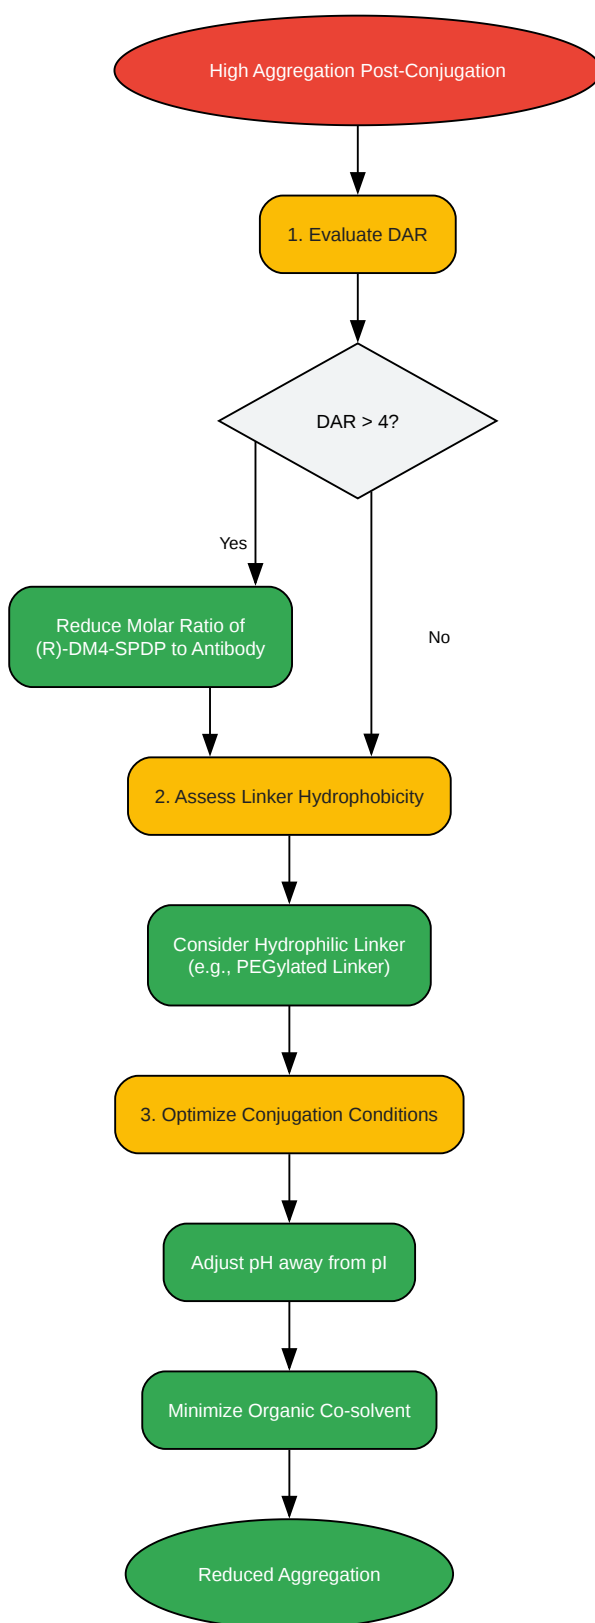 High Aggregation Post-Conjugation
1. Evaluate DAR
DAR > 4?
Yes
Reduce Molar Ratio of
(R)-DM4-SPDP to Antibody
No
2. Assess Linker Hydrophobicity
Consider Hydrophilic Linker
(e.g., PEGylated Linker)
3. Optimize Conjugation Conditions
Adjust pH away from pI
Minimize Organic Co-solvent
Reduced Aggregation